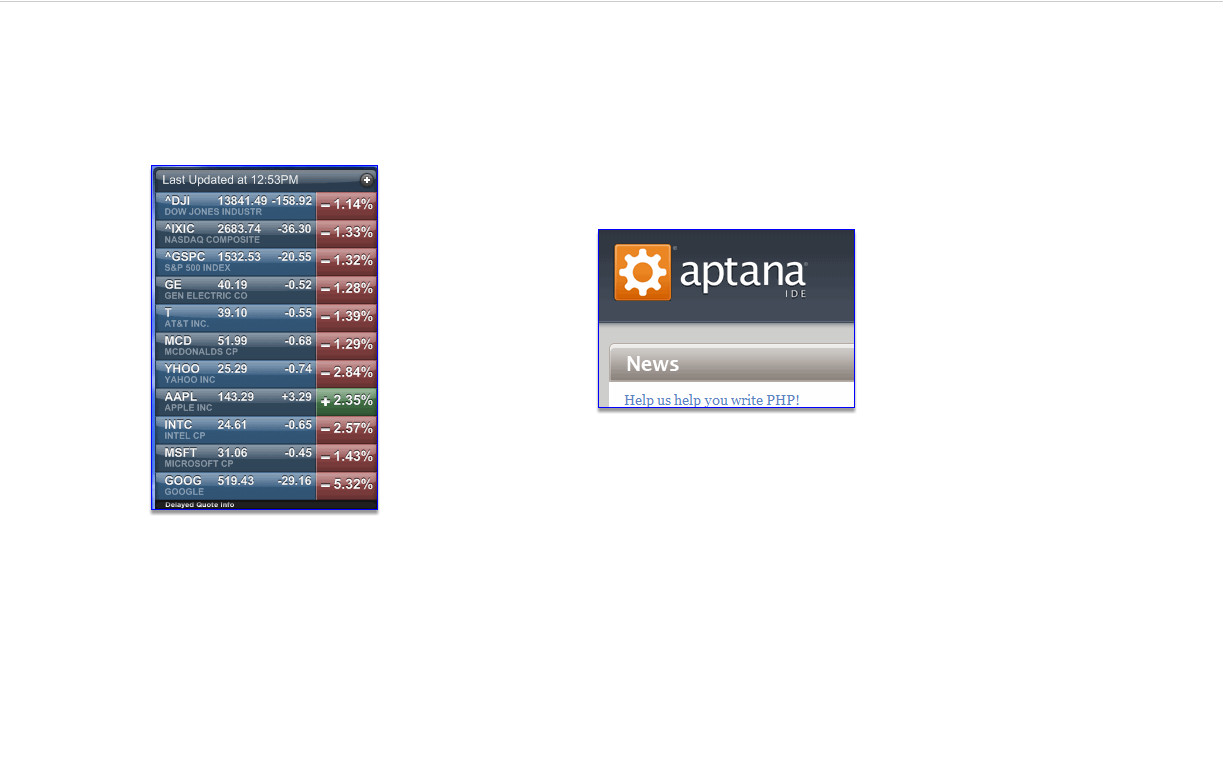 Last Updated at 12:53PM
^DJI 13841.49 -158.92 –1.14%
DOW JONES INDUSTR
^IXIC 2683.74 -36.30 –1.33%
NASDAQ COMPOSITE
^GSPC 1532.53 -20.55 –1.32%
S&P 500 INDEX
GE 40.19 -0.52 –1.28%
GEN ELECTRIC CO
T 39.10 -0.55 –1.39%
AT&T INC.
MCD 51.99 -0.68 –1.29%
MCDONALDS CP
YHOO 25.29 -0.74 –2.84%
YAHOO INC
AAPL 143.29 +3.29 +2.35%
APPLE INC
INTC 24.61 -0.65 –2.57%
INTEL CP
MSFT 31.06 -0.45 –1.43%
MICROSOFT CP
GOOG 519.43 -29.16 –5.32%
GOOGLE
Delayed Quote Info
aptana
IDE
News
Help us help you write PHP!